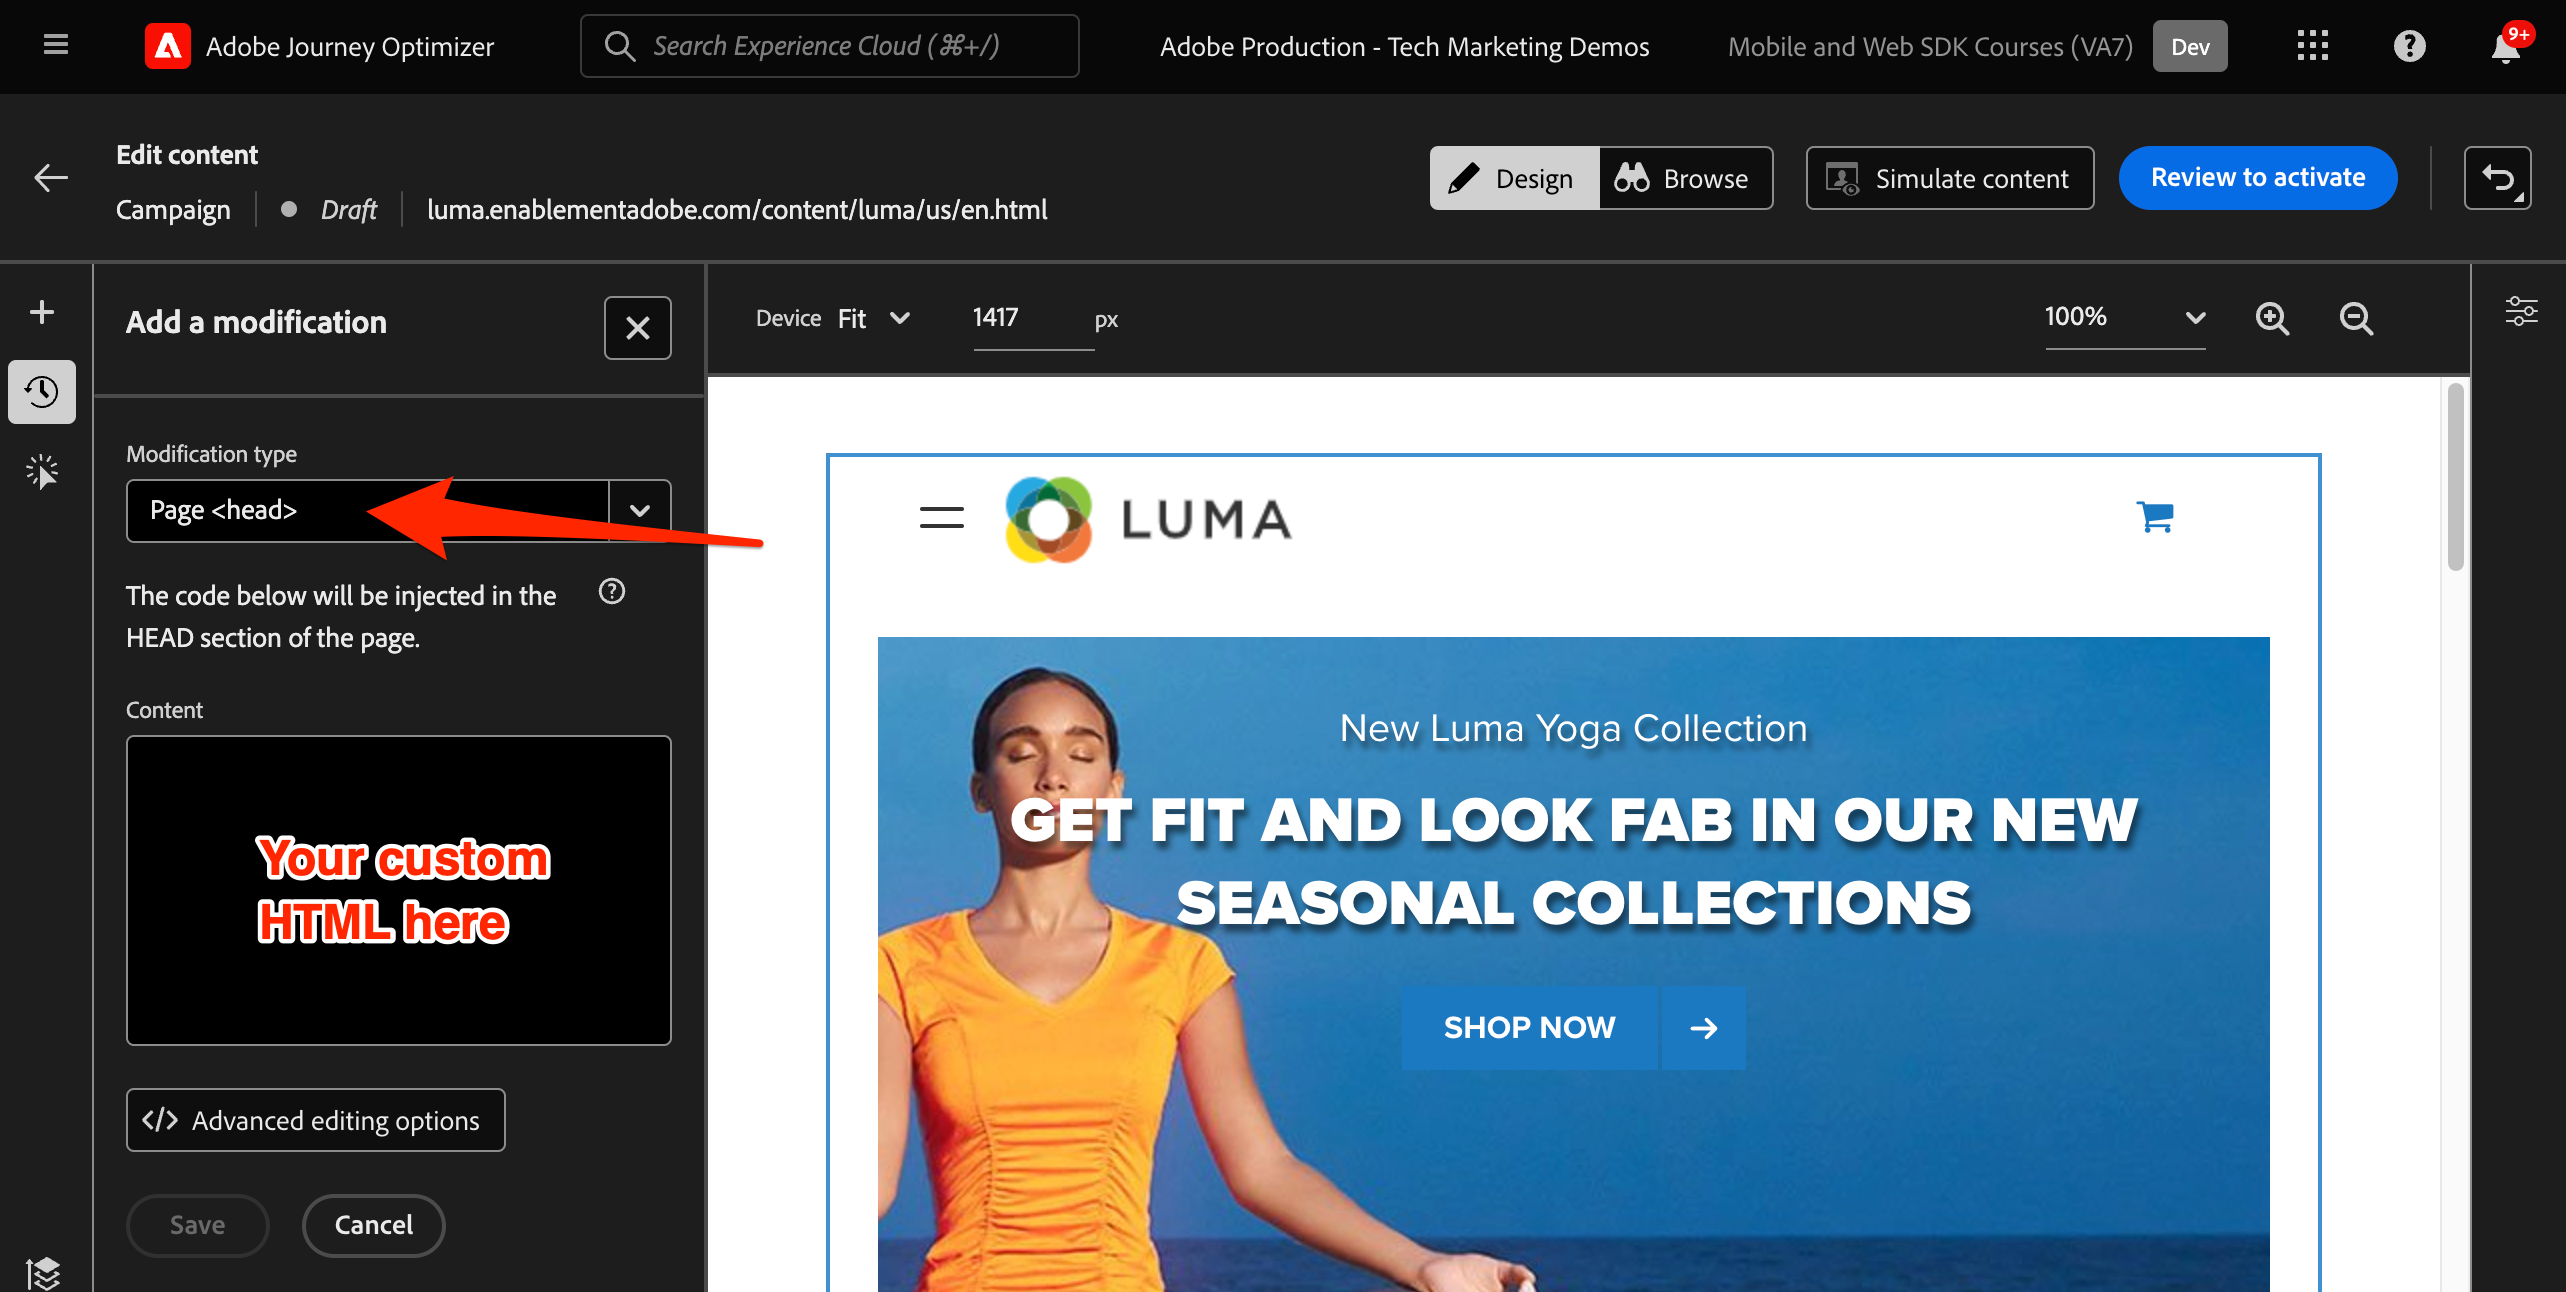 Adobe Journey Optimizer
Search Experience Cloud (⌘+/)
Adobe Production - Tech Marketing Demos
Mobile and Web SDK Courses (VA7)
Dev
9+
Edit content
Campaign
Draft
luma.enablementadobe.com/content/luma/us/en.html
Design
Browse
Simulate content
Review to activate
Add a modification
Device
Fit
1417
px
100%
Modification type
Page <head>
The code below will be injected in the
HEAD section of the page.
Content
Your custom
HTML here
</> Advanced editing options
Save
Cancel
LUMA
New Luma Yoga Collection
GET FIT AND LOOK FAB IN OUR NEW
SEASONAL COLLECTIONS
SHOP NOW